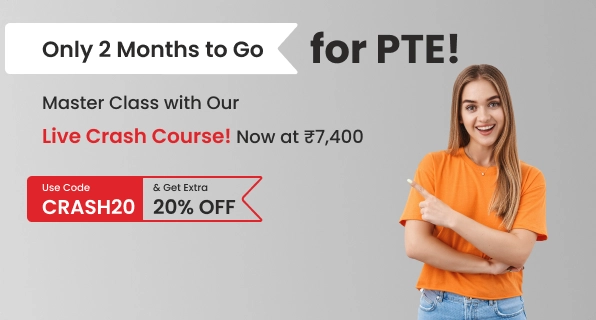 Only 2 Months to Go for PTE!
Master Class with Our
Live Crash Course! Now at ₹7,400
Use Code & Get Extra
CRASH20 20% OFF